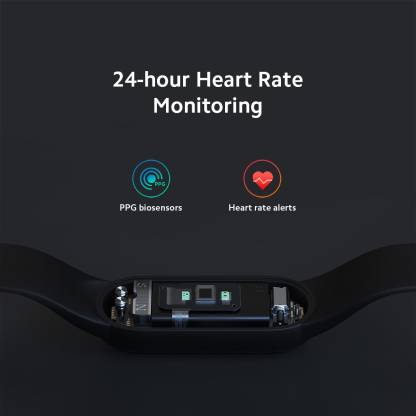 24-hour Heart Rate
Monitoring
PPG
PPG biosensors
Heart rate alerts
S
N